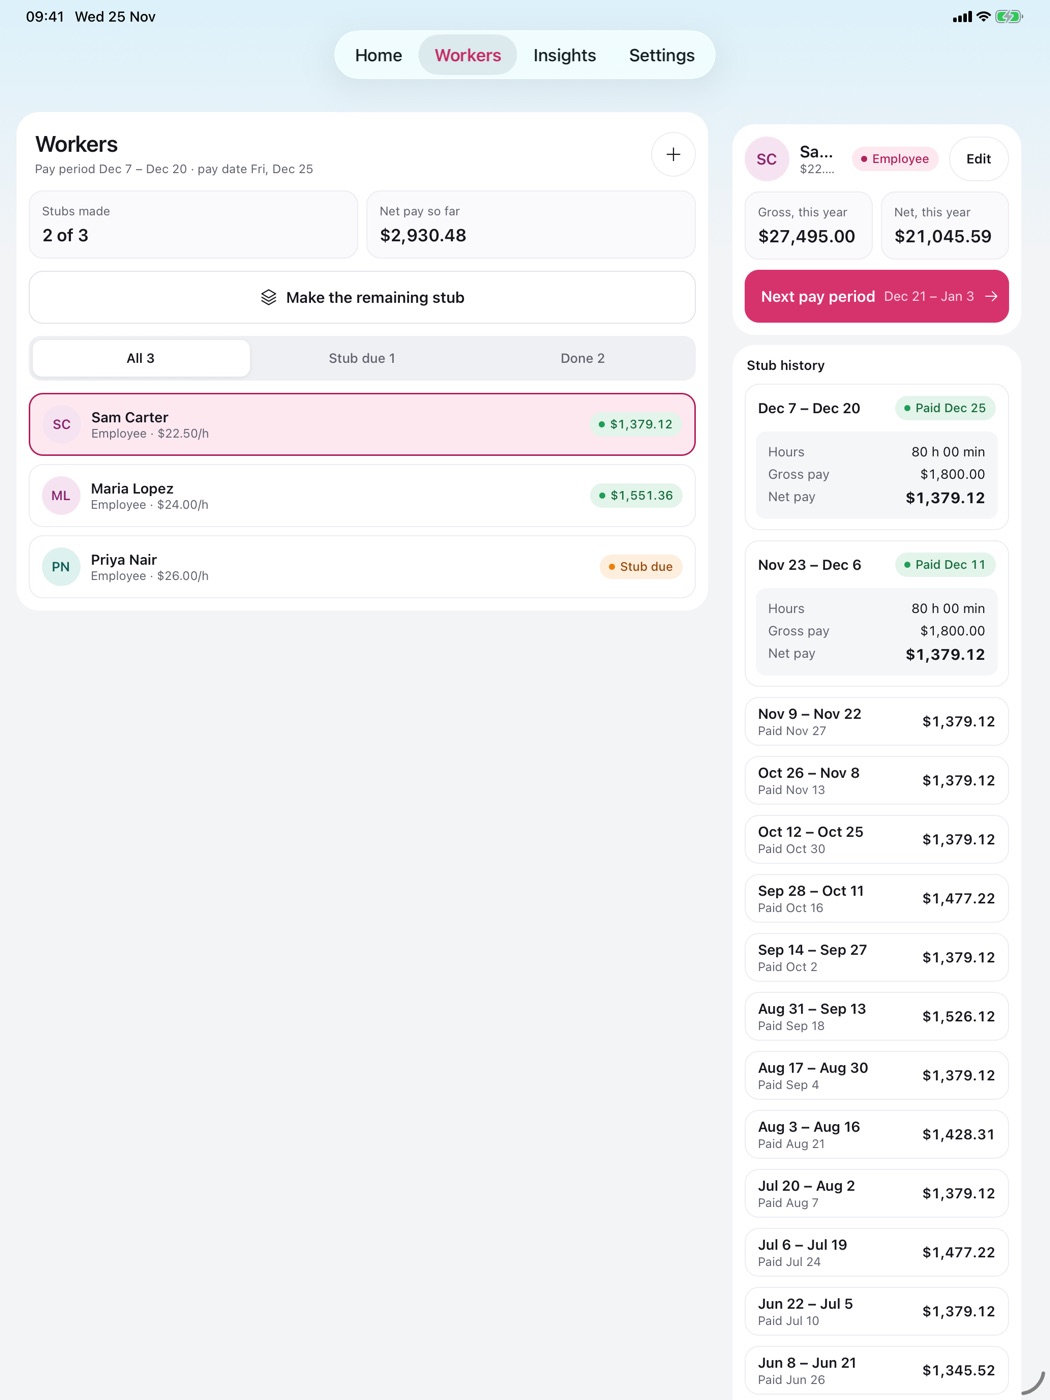 09:41 Wed 25 Nov
Home Workers Insights Settings
Workers
Pay period Dec 7 – Dec 20 · pay date Fri, Dec 25
Stubs made
2 of 3
Net pay so far
$2,930.48
Make the remaining stub
All 3 Stub due 1 Done 2
SC
Sam Carter
Employee · $22.50/h
$1,379.12
ML
Maria Lopez
Employee · $24.00/h
$1,551.36
PN
Priya Nair
Employee · $26.00/h
Stub due
SC
Sa...
$22....
Employee
Edit
Gross, this year
$27,495.00
Net, this year
$21,045.59
Next pay period Dec 21 – Jan 3 →
Stub history
Dec 7 – Dec 20 Paid Dec 25
Hours 80 h 00 min
Gross pay $1,800.00
Net pay $1,379.12
Nov 23 – Dec 6 Paid Dec 11
Hours 80 h 00 min
Gross pay $1,800.00
Net pay $1,379.12
Nov 9 – Nov 22
Paid Nov 27
$1,379.12
Oct 26 – Nov 8
Paid Nov 13
$1,379.12
Oct 12 – Oct 25
Paid Oct 30
$1,379.12
Sep 28 – Oct 11
Paid Oct 16
$1,477.22
Sep 14 – Sep 27
Paid Oct 2
$1,379.12
Aug 31 – Sep 13
Paid Sep 18
$1,526.12
Aug 17 – Aug 30
Paid Sep 4
$1,379.12
Aug 3 – Aug 16
Paid Aug 21
$1,428.31
Jul 20 – Aug 2
Paid Aug 7
$1,379.12
Jul 6 – Jul 19
Paid Jul 24
$1,477.22
Jun 22 – Jul 5
Paid Jul 10
$1,379.12
Jun 8 – Jun 21
Paid Jun 26
$1,345.52